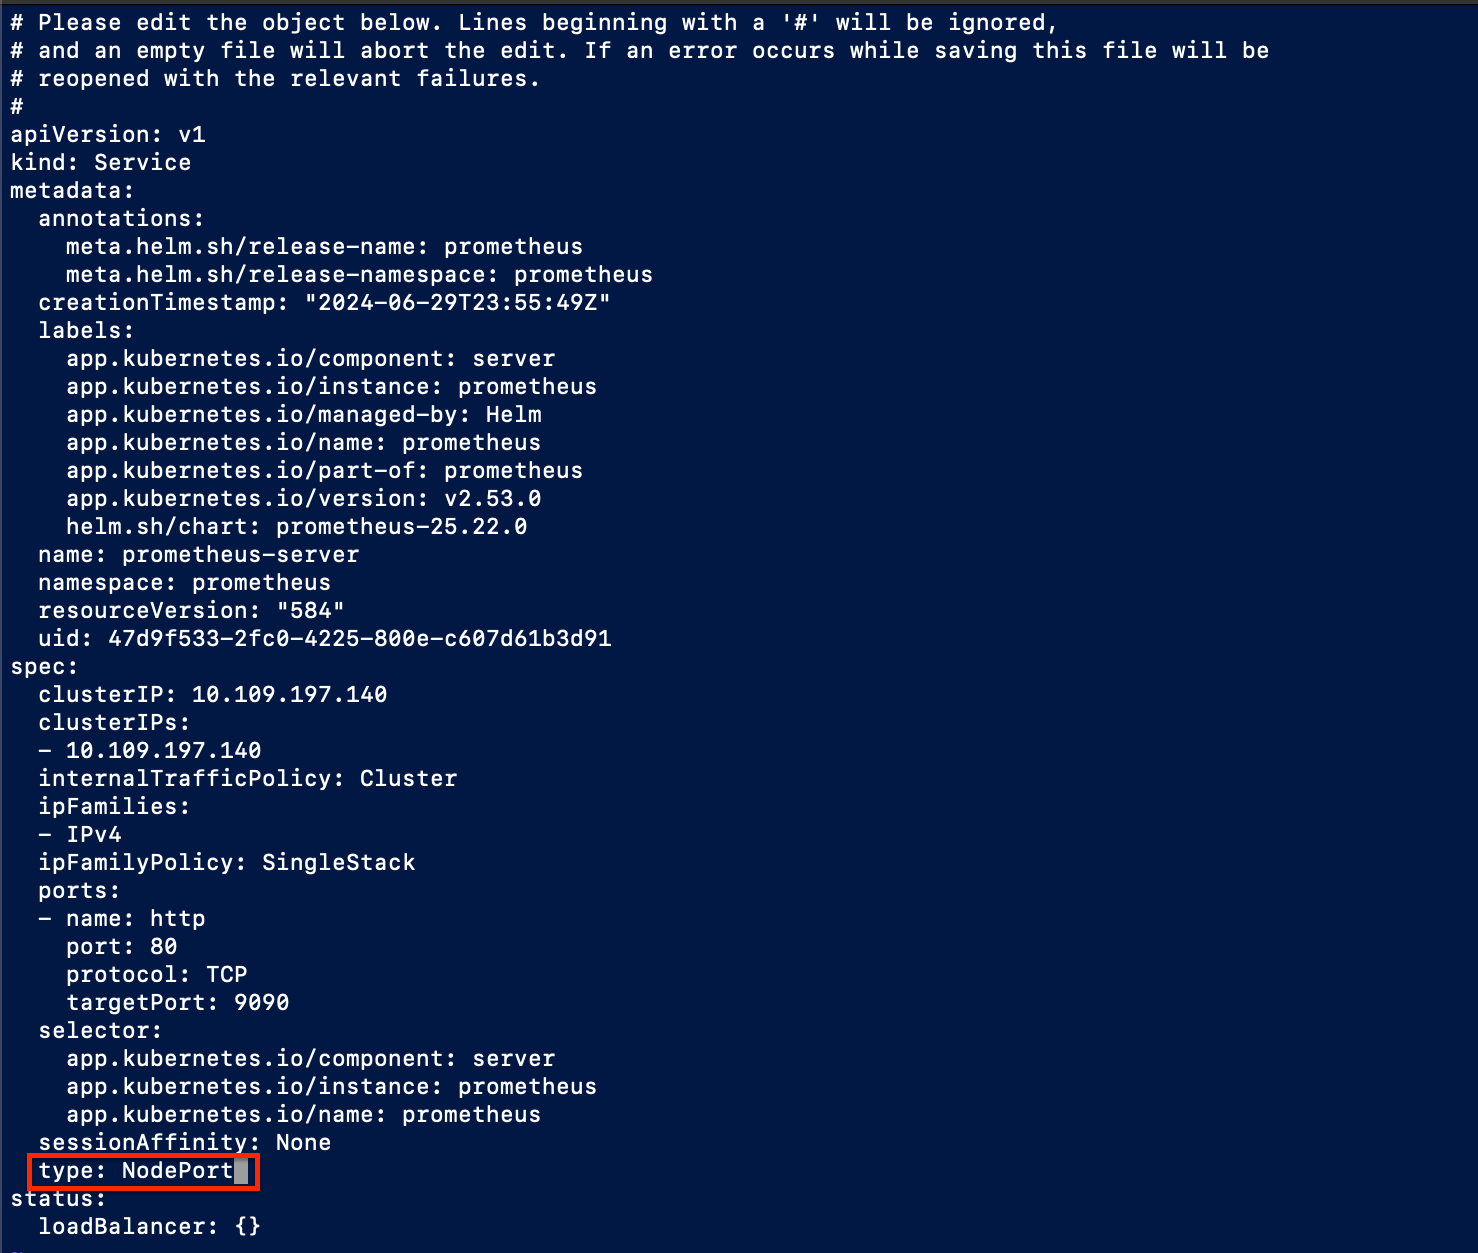 # Please edit the object below. Lines beginning with a '#' will be ignored,
# and an empty file will abort the edit. If an error occurs while saving this file will be
# reopened with the relevant failures.
#
apiVersion: v1
kind: Service
metadata:
  annotations:
    meta.helm.sh/release-name: prometheus
    meta.helm.sh/release-namespace: prometheus
  creationTimestamp: "2024-06-29T23:55:49Z"
  labels:
    app.kubernetes.io/component: server
    app.kubernetes.io/instance: prometheus
    app.kubernetes.io/managed-by: Helm
    app.kubernetes.io/name: prometheus
    app.kubernetes.io/part-of: prometheus
    app.kubernetes.io/version: v2.53.0
    helm.sh/chart: prometheus-25.22.0
  name: prometheus-server
  namespace: prometheus
  resourceVersion: "584"
  uid: 47d9f533-2fc0-4225-800e-c607d61b3d91
spec:
  clusterIP: 10.109.197.140
  clusterIPs:
  - 10.109.197.140
  internalTrafficPolicy: Cluster
  ipFamilies:
  - IPv4
  ipFamilyPolicy: SingleStack
  ports:
  - name: http
    port: 80
    protocol: TCP
    targetPort: 9090
  selector:
    app.kubernetes.io/component: server
    app.kubernetes.io/instance: prometheus
    app.kubernetes.io/name: prometheus
  sessionAffinity: None
  type: NodePort
status:
  loadBalancer: {}